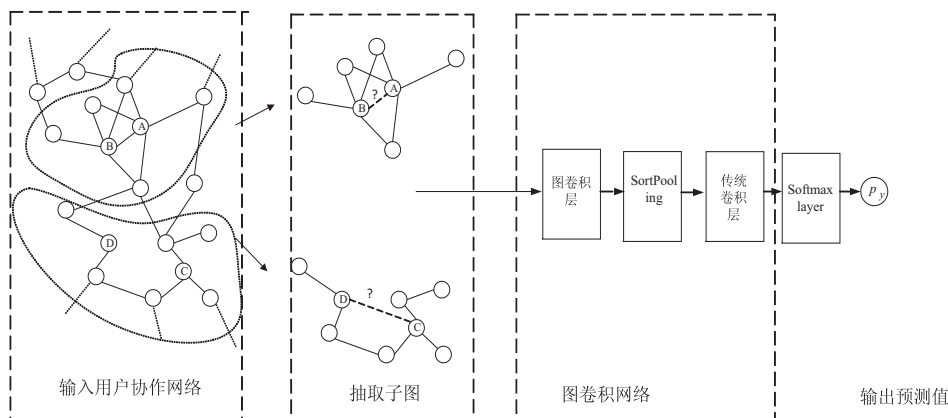 A
B
D
C
输入用户协作网络
A
?
B
?
D
C
抽取子图
图卷积
层
SortPool
ing
传统
卷积
层
图卷积网络
Softmax
layer
p_y
输出预测值